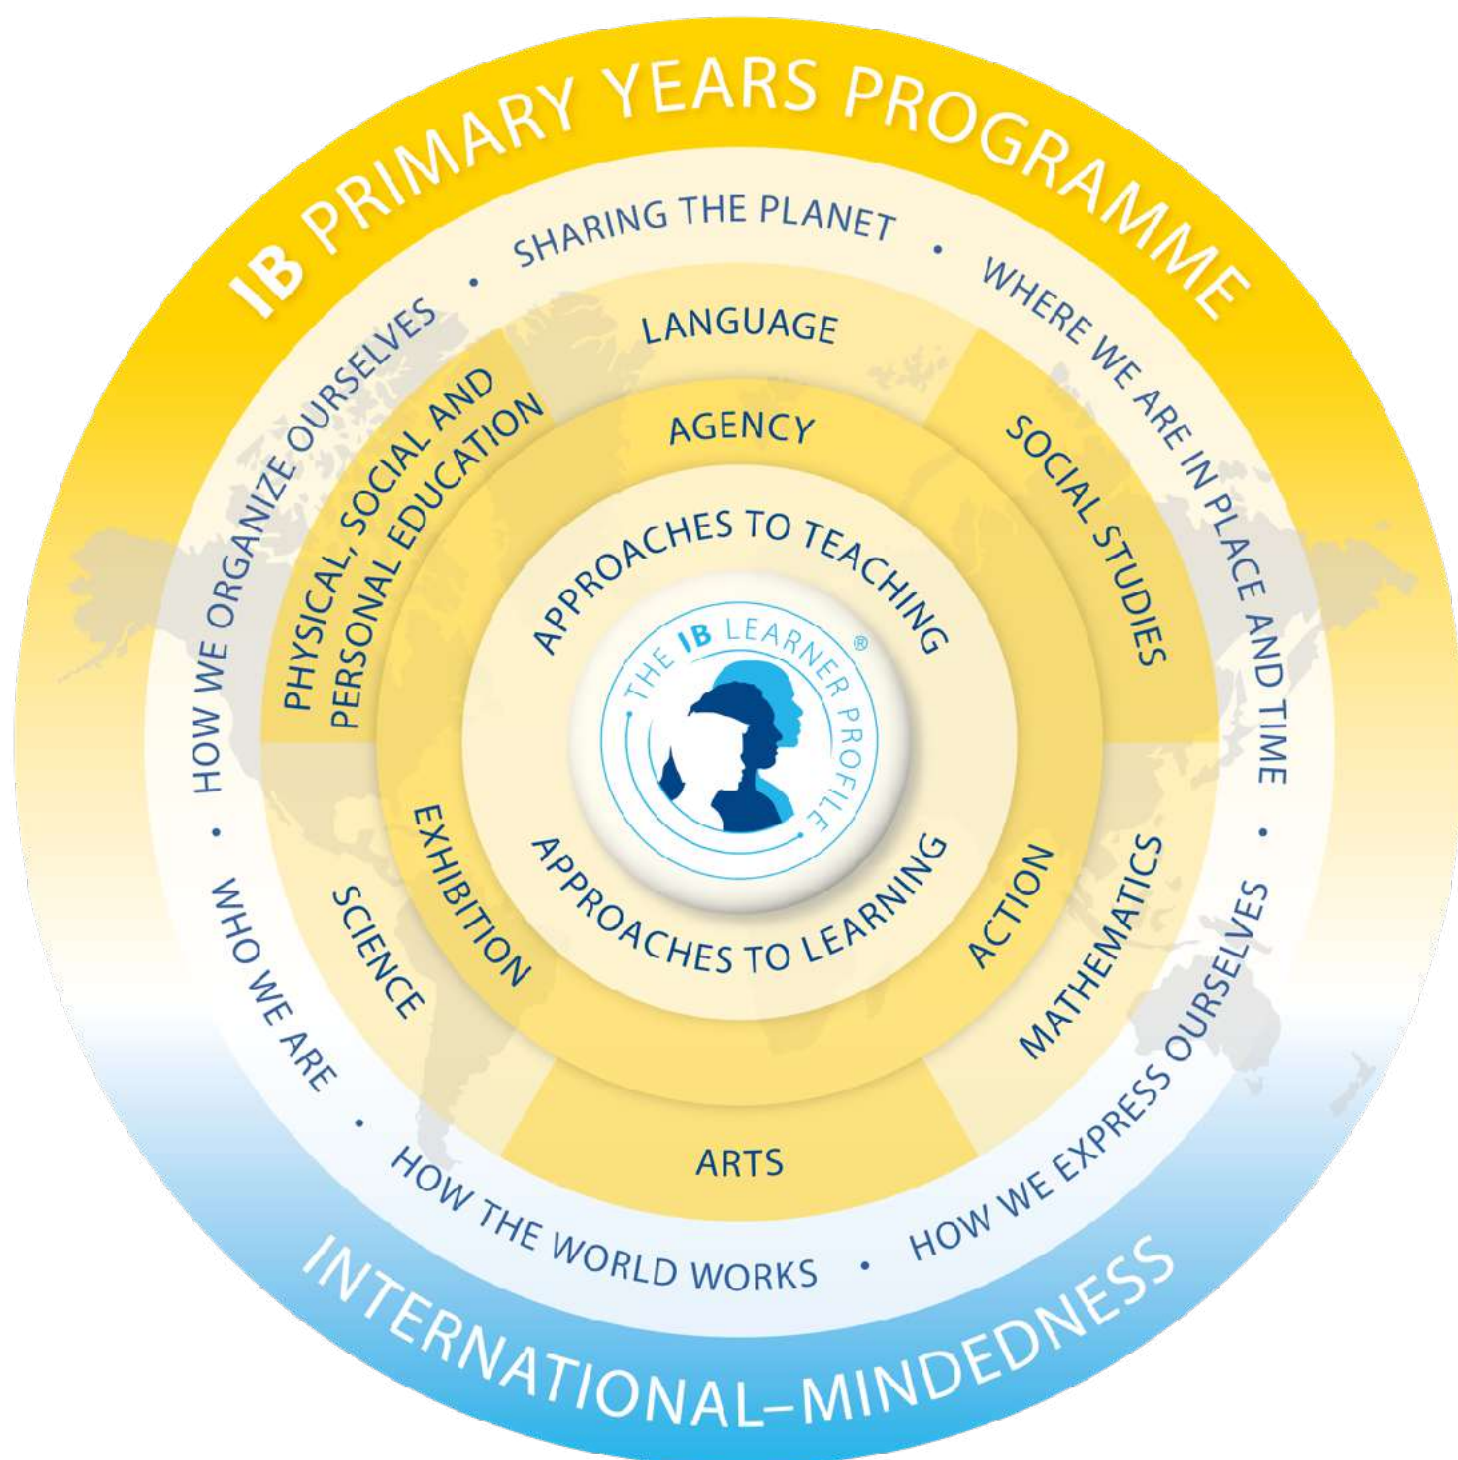 IB PRIMARY YEARS PROGRAMME
SHARING THE PLANET
•
WHERE WE ARE IN PLACE AND TIME
•
HOW WE EXPRESS OURSELVES
•
HOW THE WORLD WORKS
•
WHO WE ARE
•
HOW WE ORGANIZE OURSELVES
•
LANGUAGE
SOCIAL STUDIES
MATHEMATICS
ARTS
SCIENCE
PHYSICAL, SOCIAL AND
PERSONAL EDUCATION
AGENCY
ACTION
EXHIBITION
APPROACHES TO TEACHING
THE IB LEARNER PROFILE ®
APPROACHES TO LEARNING
INTERNATIONAL–MINDEDNESS